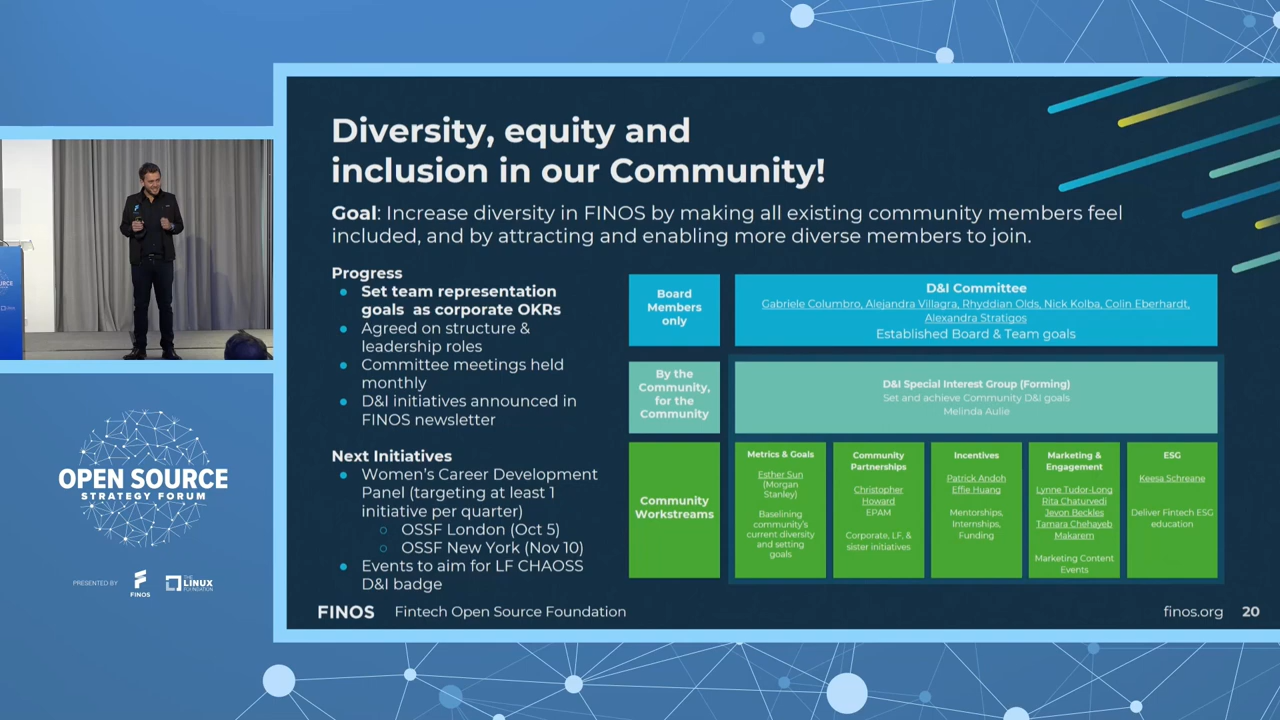 Diversity, equity and
inclusion in our Community!
Goal: Increase diversity in FINOS by making all existing community members feel
included, and by attracting and enabling more diverse members to join.
Progress
Set team representation
goals as corporate OKRs
Agreed on structure &
leadership roles
Committee meetings held
monthly
D&I initiatives announced in
FINOS newsletter
Next Initiatives
Women's Career Development
Panel (targeting at least 1
initiative per quarter)
OSSF London (Oct 5)
OSSF New York (Nov 10)
Events to aim for LF CHAOSS
D&I badge
Board
Members
only
D&I Committee
Gabriele Columbro, Alejandra Villagra, Rhyddian Olds, Nick Kolba, Colin Eberhardt,
Alexandra Stratigos
Established Board & Team goals
By the
Community,
for the
Community
D&I Special Interest Group (Forming)
Set and achieve Community D&I goals
Melinda Aulie
Community
Workstreams
Metrics & Goals
Esther Sun
(Morgan
Stanley)
Baselining
community's
current diversity
and setting
goals
Community
Partnerships
Christopher
Howard
EPAM
Corporate, LF, &
sister initiatives
Incentives
Patrick Andoh
Effie Huang
Mentorships,
Internships,
Funding
Marketing &
Engagement
Lynne Tudor-Long
Rita Chaturvedi
Jevon Beckles
Tamara Chehayeb
Makarem
Marketing Content
Events
ESG
Keesa Schreane
Deliver Fintech ESG
education
FINOS Fintech Open Source Foundation
finos.org 20
OPEN SOURCE
STRATEGY FORUM
PRESENTED BY
FINOS
THE
LINUX
FOUNDATION